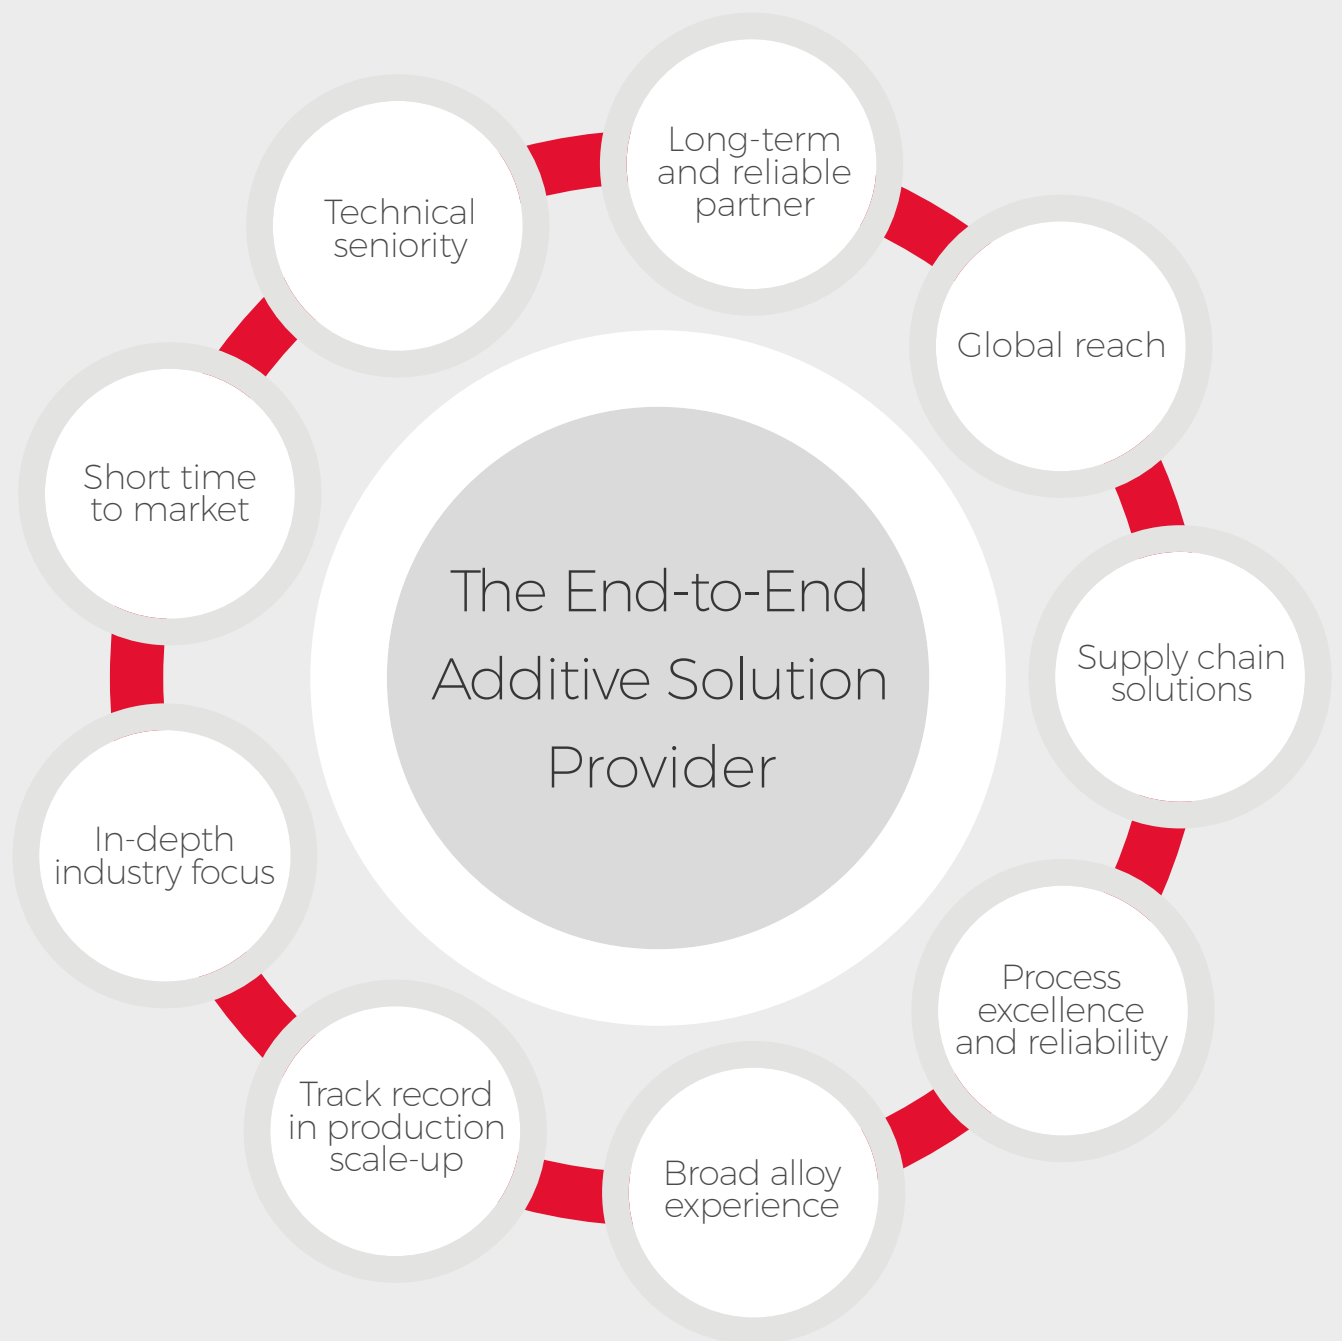 Long-term
and reliable
partner
Technical
seniority
Global reach
Short time
to market
The End-to-End
Additive Solution
Provider
Supply chain
solutions
In-depth
industry focus
Process
excellence
and reliability
Track record
in production
scale-up
Broad alloy
experience